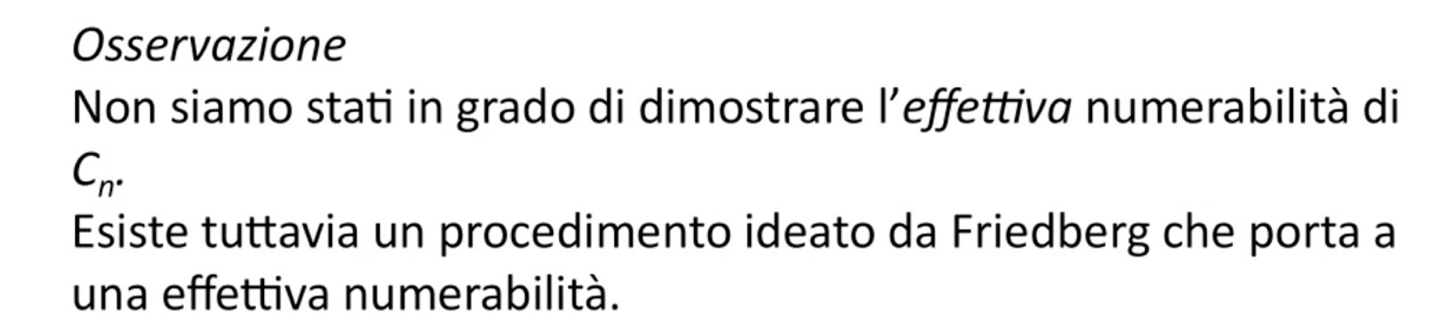 Osservazione
Non siamo stati in grado di dimostrare l’effettiva numerabilità di
Cn.
Esiste tuttavia un procedimento ideato da Friedberg che porta a
una effettiva numerabilità.